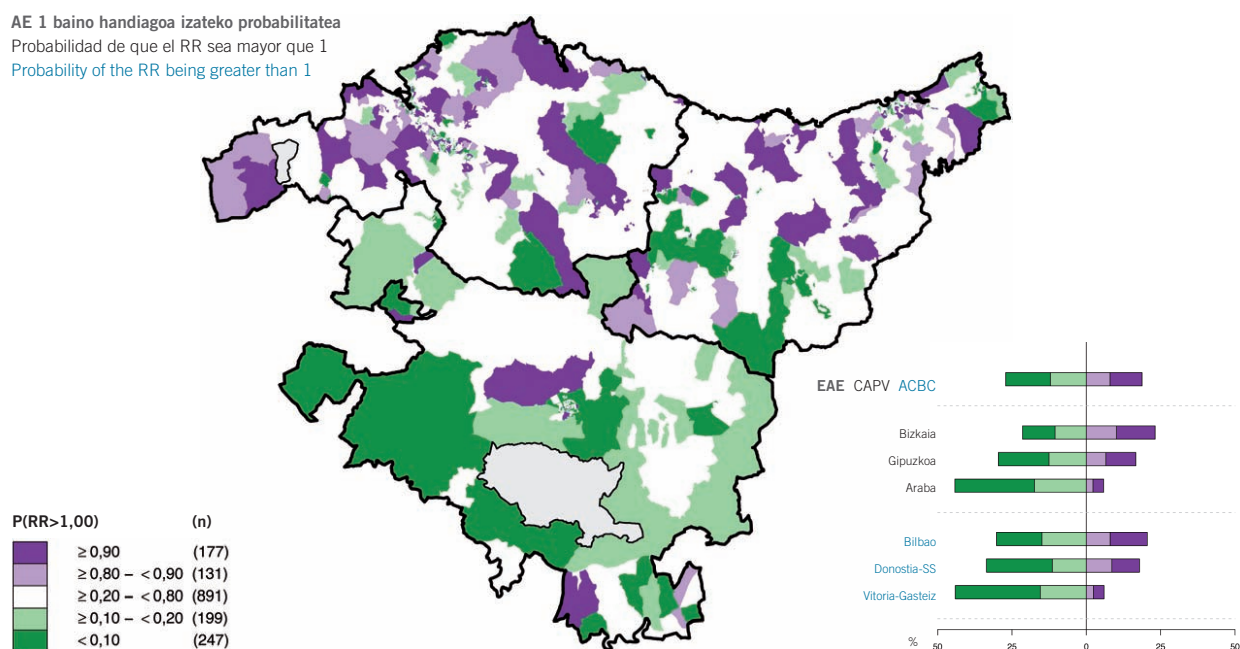 AE 1 baino handiagoa izateko probabilitatea
Probabilidad de que el RR sea mayor que 1
Probability of the RR being greater than 1
P(RR>1,00) (n)
≥ 0,90 (177)
≥ 0,80 – < 0,90 (131)
≥ 0,20 – < 0,80 (891)
≥ 0,10 – < 0,20 (199)
< 0,10 (247)
EAE CAPV ACBC
Bizkaia
Gipuzkoa
Araba
Bilbao
Donostia-SS
Vitoria-Gasteiz
% 50 25 0 25 50